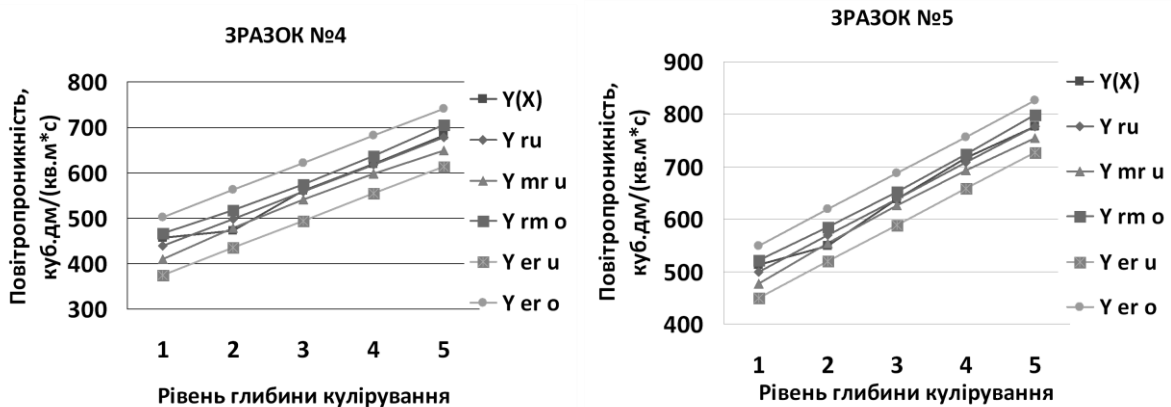 ЗРАЗОК №4
Повітропроникність,
куб.дм/(кв.м*с)
800
700
600
500
400
300
1 2 3 4 5
Рівень глибини кулірування
Y(X)
Y ru
Y mr u
Y rm o
Y er u
Y er o
ЗРАЗОК №5
Повітропроникність,
куб.дм/(кв.м*с)
900
800
700
600
500
400
1 2 3 4 5
Рівень глибини кулірування
Y(X)
Y ru
Y mr u
Y rm o
Y er u
Y er o